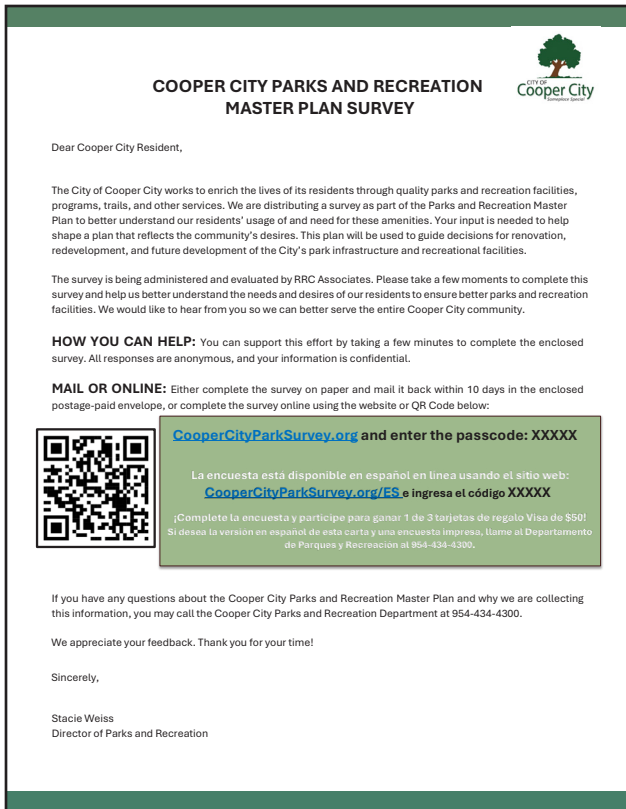 CITY OF
Cooper City
Someplace Special
COOPER CITY PARKS AND RECREATION
MASTER PLAN SURVEY
Dear Cooper City Resident,
The City of Cooper City works to enrich the lives of its residents through quality parks and recreation facilities,
programs, trails, and other services. We are distributing a survey as part of the Parks and Recreation Master
Plan to better understand our residents' usage of and need for these amenities. Your input is needed to help
shape a plan that reflects the community's desires. This plan will be used to guide decisions for renovation,
redevelopment, and future development of the City's park infrastructure and recreational facilities.
The survey is being administered and evaluated by RRC Associates. Please take a few moments to complete this
survey and help us better understand the needs and desires of our residents to ensure better parks and recreation
facilities. We would like to hear from you so we can better serve the entire Cooper City community.
HOW YOU CAN HELP: You can support this effort by taking a few minutes to complete the enclosed
survey. All responses are anonymous, and your information is confidential.
MAIL OR ONLINE: Either complete the survey on paper and mail it back within 10 days in the enclosed
postage-paid envelope, or complete the survey online using the website or QR Code below:
CooperCityParkSurvey.org and enter the passcode: XXXXX
La encuesta está disponible en español en linea usando el sitio web:
CooperCityParkSurvey.org/ES e ingresa el código XXXXX
¡Complete la encuesta y participe para ganar 1 de 3 tarjetas de regalo Visa de $50!
Si desea la versión en español de esta carta y una encuesta impresa, llame al Departamento
de Parques y Recreación al 954-434-4300.
If you have any questions about the Cooper City Parks and Recreation Master Plan and why we are collecting
this information, you may call the Cooper City Parks and Recreation Department at 954-434-4300.
We appreciate your feedback. Thank you for your time!
Sincerely,
Stacie Weiss
Director of Parks and Recreation